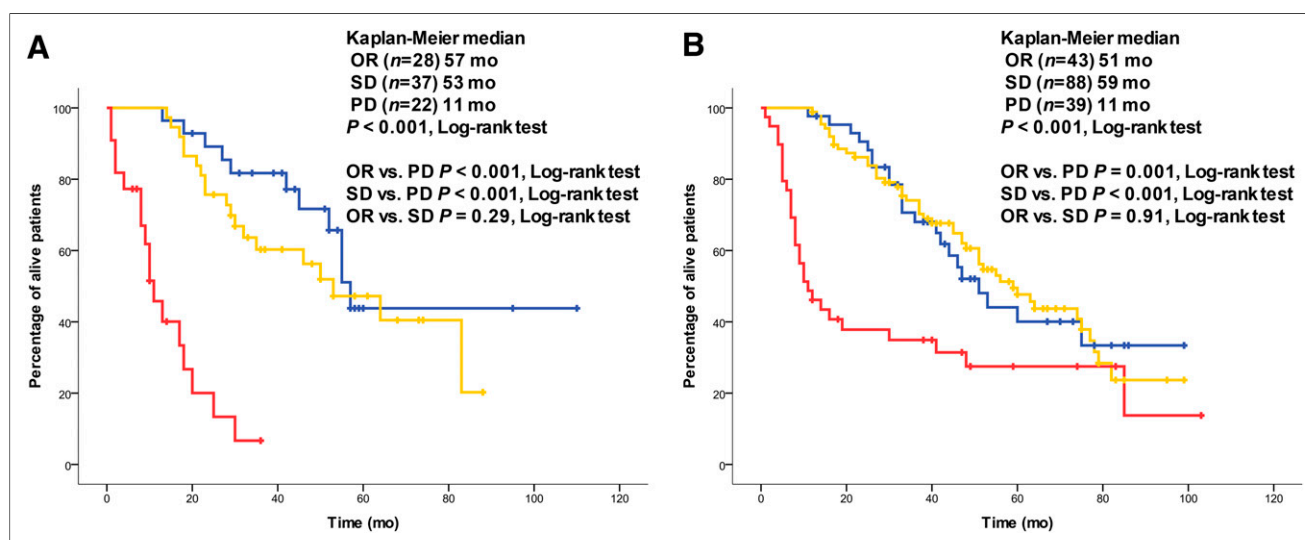 A
Kaplan-Meier median
OR (n=28) 57 mo
SD (n=37) 53 mo
PD (n=22) 11 mo
P < 0.001, Log-rank test
OR vs. PD P < 0.001, Log-rank test
SD vs. PD P < 0.001, Log-rank test
OR vs. SD P = 0.29, Log-rank test
Percentage of alive patients
100
80
60
40
20
0
0 20 40 60 80 100 120
Time (mo)
B
Kaplan-Meier median
OR (n=43) 51 mo
SD (n=88) 59 mo
PD (n=39) 11 mo
P < 0.001, Log-rank test
OR vs. PD P = 0.001, Log-rank test
SD vs. PD P < 0.001, Log-rank test
OR vs. SD P = 0.91, Log-rank test
Percentage of alive patients
100
80
60
40
20
0
0 20 40 60 80 100 120
Time (mo)